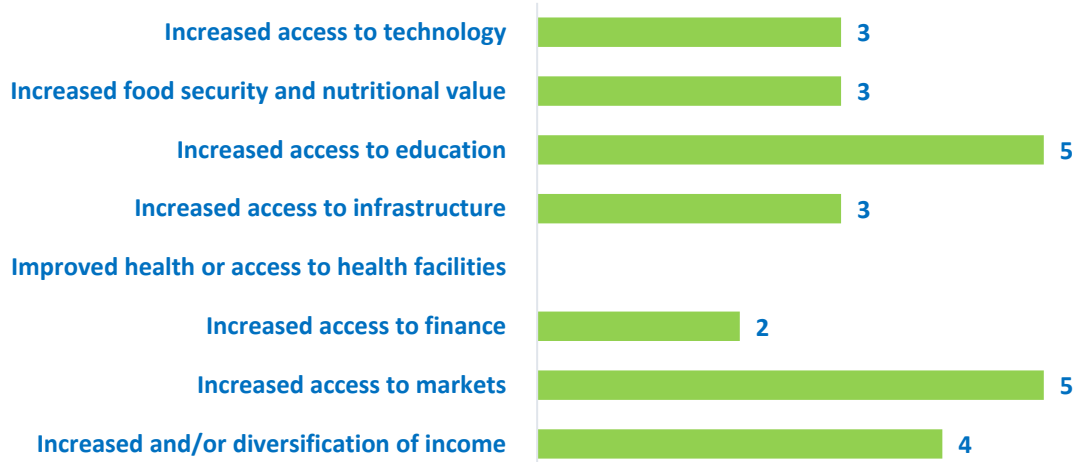 Increased access to technology 3
Increased food security and nutritional value 3
Increased access to education 5
Increased access to infrastructure 3
Improved health or access to health facilities
Increased access to finance 2
Increased access to markets 5
Increased and/or diversification of income 4